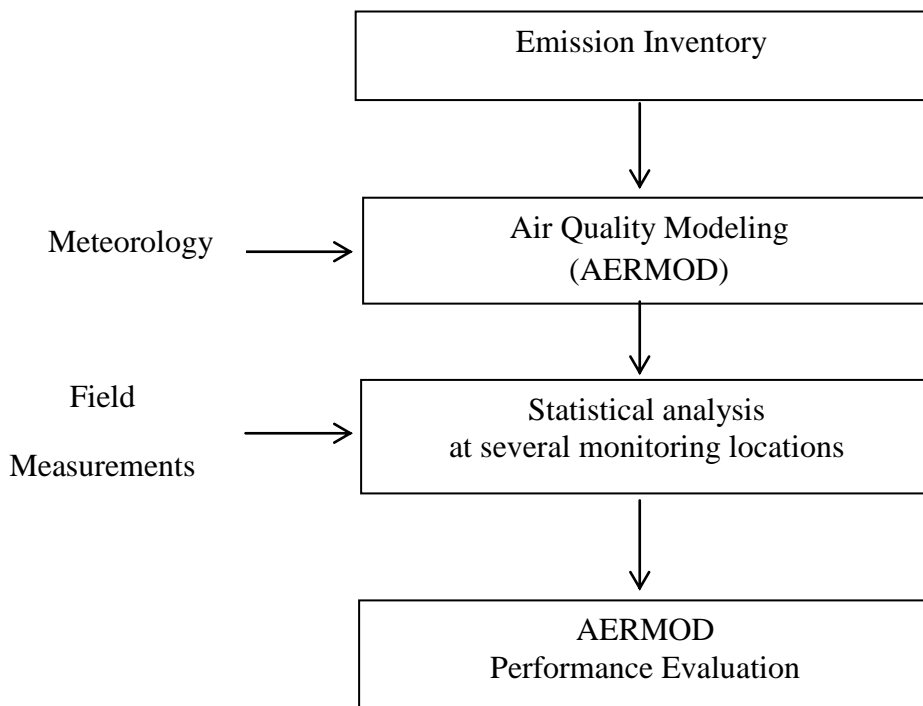 Emission Inventory
Meteorology
Air Quality Modeling
(AERMOD)
Field
Measurements
Statistical analysis
at several monitoring locations
AERMOD
Performance Evaluation